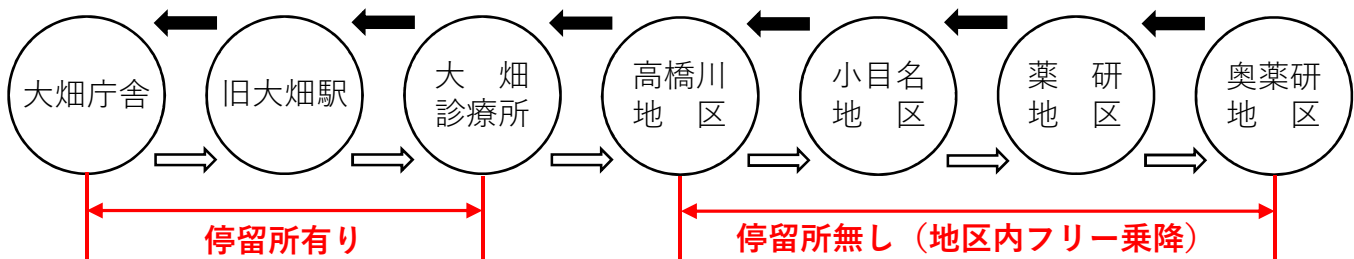 大畑庁舎
旧大畑駅
大　畑
診療所
高橋川
地　区
小目名
地　区
薬　研
地　区
奥薬研
地　区
停留所有り
停留所無し（地区内フリー乗降）